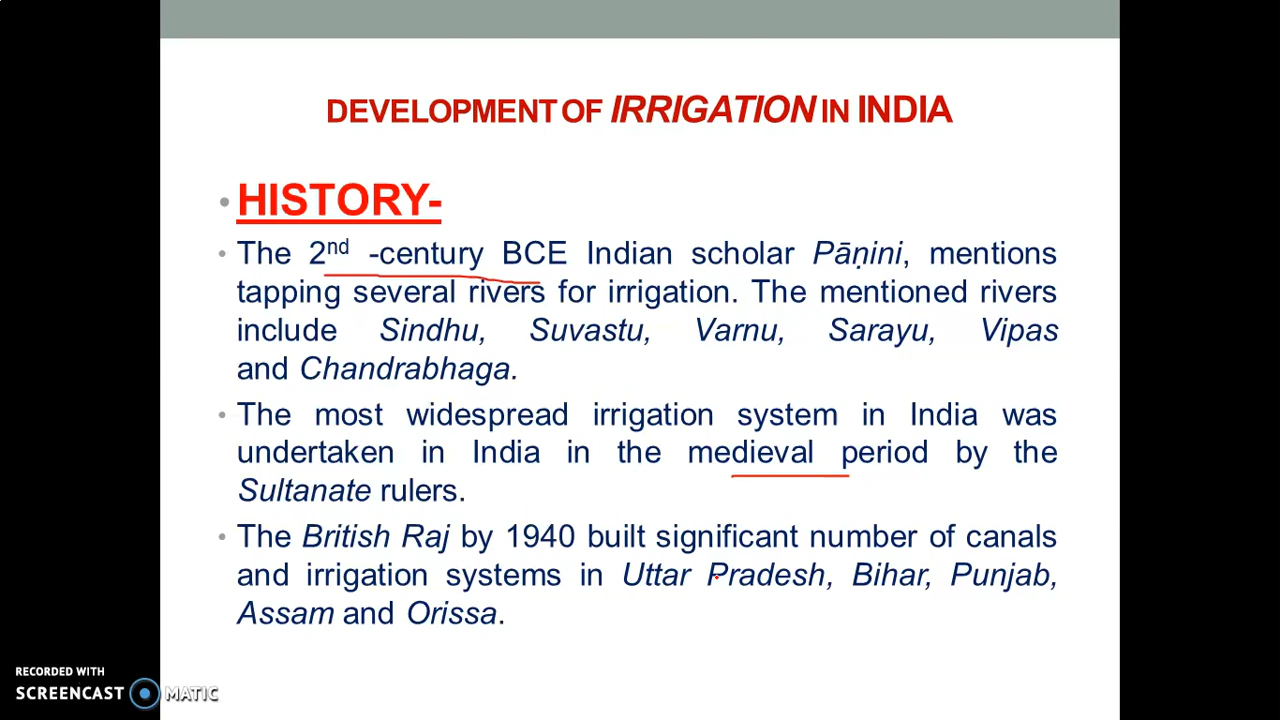 DEVELOPMENT OF IRRIGATION IN INDIA
• HISTORY-
• The 2nd -century BCE Indian scholar Pāṇini, mentions
tapping several rivers for irrigation. The mentioned rivers
include Sindhu, Suvastu, Varnu, Sarayu, Vipas
and Chandrabhaga.
• The most widespread irrigation system in India was
undertaken in India in the medieval period by the
Sultanate rulers.
• The British Raj by 1940 built significant number of canals
and irrigation systems in Uttar Pradesh, Bihar, Punjab,
Assam and Orissa.
RECORDED WITH
SCREENCAST MATIC